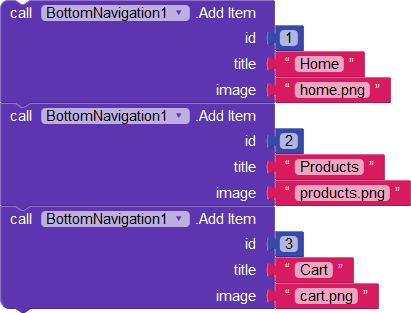 call BottomNavigation1 .Add Item
id 1
title " Home "
image " home.png "
call BottomNavigation1 .Add Item
id 2
title " Products "
image " products.png "
call BottomNavigation1 .Add Item
id 3
title " Cart "
image " cart.png "